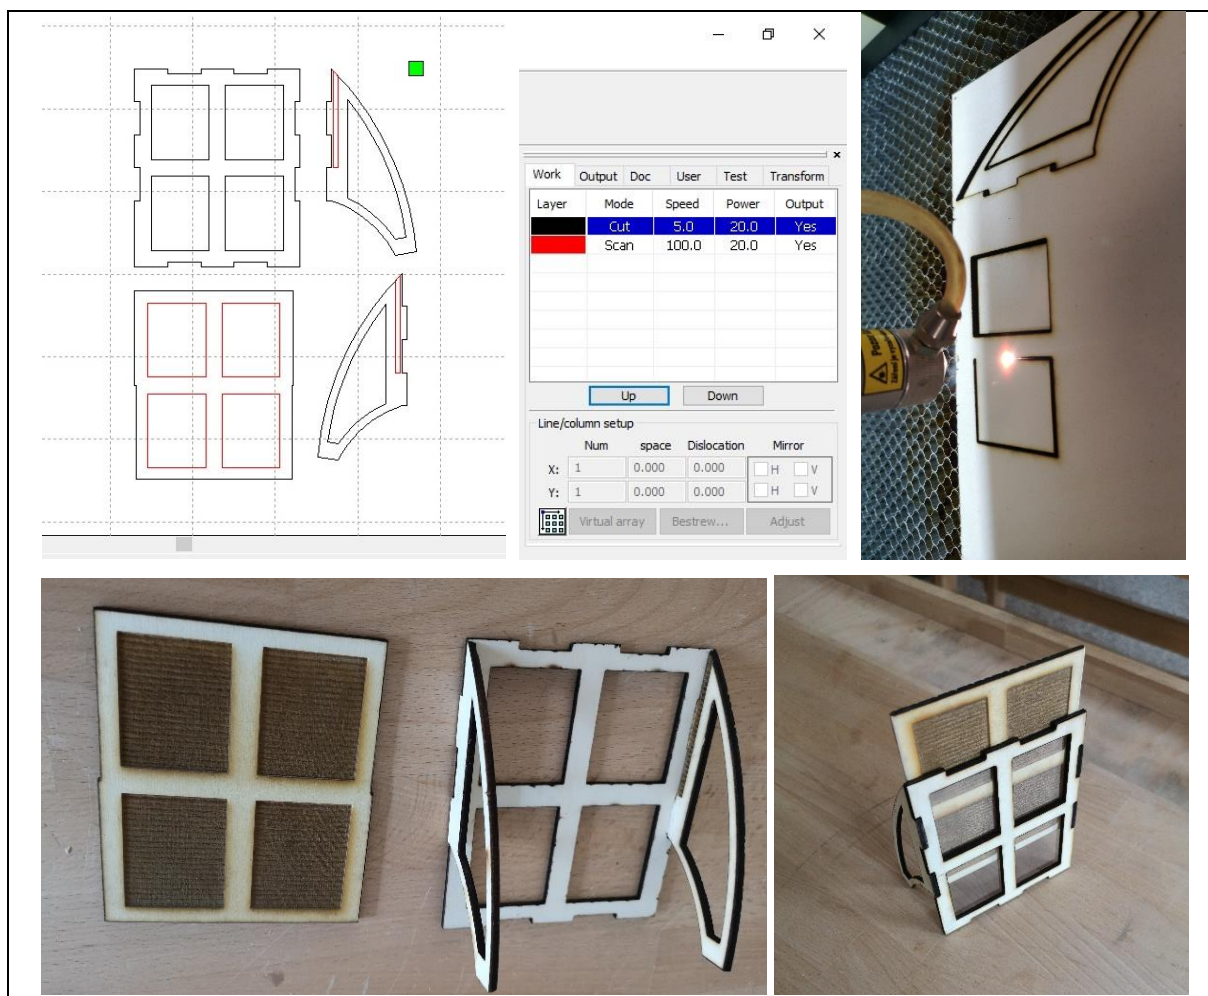 Work Output Doc User Test Transform
Layer Mode Speed Power Output
Cut 5.0 20.0 Yes
Scan 100.0 20.0 Yes
Up Down
Line/column setup
Num space Dislocation Mirror
X: 1 0.000 0.000 H V
Y: 1 0.000 0.000 H V
Virtual array Bestrew... Adjust